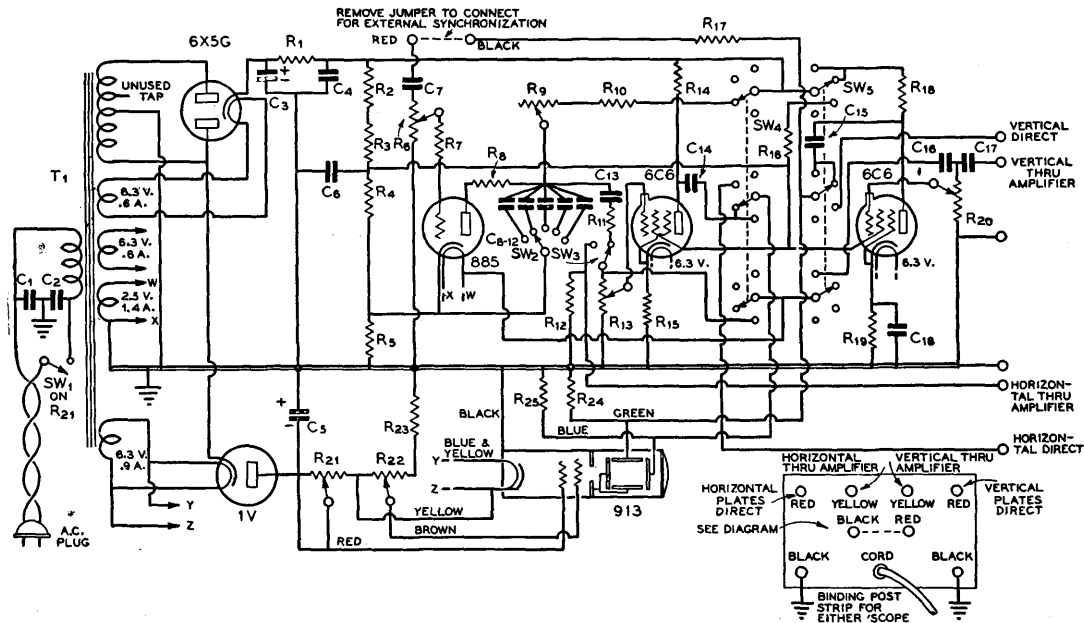 REMOVE JUMPER TO CONNECT
FOR EXTERNAL SYNCHRONIZATION
RED
BLACK
R17
6X5G
R1
UNUSED
TAP
C3
C4
R2
C7
R9
R10
R14
SW5
R18
SW4
C15
R3
R6
R7
R16
VERTICAL
DIRECT
T1
C6
R4
R8
C13
6C6
C14
6C6
C16
C17
VERTICAL
THRU
AMPLIFIER
6.3 V.
.6 A.
R11
R20
C8-12
SW2
SW3
885
6.3 V.
6.3 V.
6.3 V.
.6 A.
C1
C2
W
2.5 V.
1.4 A.
X
X
W
R12
R13
R15
R5
R19
C18
SW1
ON
R21
HORIZON-
TAL THRU
AMPLIFIER
C5
R23
BLACK
R25
R24
GREEN
BLUE
HORIZON-
TAL DIRECT
6.3 V.
.9 A.
R21
R22
BLUE &
YELLOW
Y
Z
1V
Y
Z
YELLOW
BROWN
RED
913
A.C.
PLUG
HORIZONTAL
THRU AMPLIFIER
VERTICAL THRU
AMPLIFIER
HORIZONTAL
PLATES
DIRECT
RED
YELLOW
YELLOW
RED
VERTICAL
PLATES
DIRECT
SEE DIAGRAM
BLACK
RED
BLACK
CORD
BLACK
BINDING POST
STRIP FOR
EITHER 'SCOPE